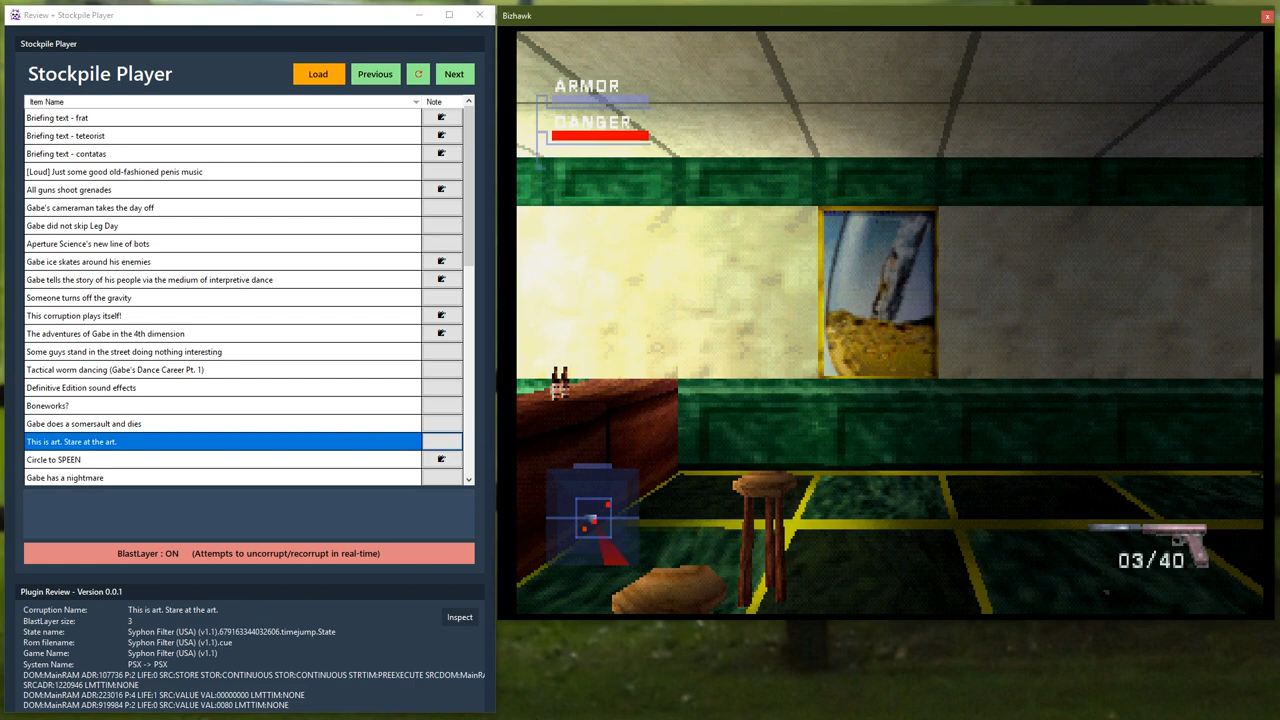 Review + Stockpile Player
Bizhawk
x
Stockpile Player
Stockpile Player
Load
Previous
Next
Item Name
Note
Briefing text - frat
Briefing text - teteorist
Briefing text - contatas
[Loud] Just some good old-fashioned penis music
All guns shoot grenades
Gabe's cameraman takes the day off
Gabe did not skip Leg Day
Aperture Science's new line of bots
Gabe ice skates around his enemies
Gabe tells the story of his people via the medium of interpretive dance
Someone turns off the gravity
This corruption plays itself!
The adventures of Gabe in the 4th dimension
Some guys stand in the street doing nothing interesting
Tactical worm dancing (Gabe's Dance Career Pt. 1)
Definitive Edition sound effects
Boneworks?
Gabe does a somersault and dies
This is art. Stare at the art.
Circle to SPEEN
Gabe has a nightmare
BlastLayer : ON (Attempts to uncorrupt/recorrupt in real-time)
Plugin Review - Version 0.0.1
Corruption Name: This is art. Stare at the art.
BlastLayer size: 3
State name: Syphon Filter (USA) (v1.1).679163344032606.timejump.State
Rom filename: Syphon Filter (USA) (v1.1).cue
Game Name: Syphon Filter (USA) (v1.1)
System Name: PSX -> PSX
DOM:MainRAM ADR:107736 P:2 LIFE:0 SRC:STORE STOR:CONTINUOUS STOR:CONTINUOUS STRTIM:PREEXECUTE SRCDOM:MainRA
SRCADR:1220946 LMTTIM:NONE
DOM:MainRAM ADR:223016 P:4 LIFE:1 SRC:VALUE VAL:00000000 LMTTIM:NONE
DOM:MainRAM ADR:919984 P:2 LIFE:0 SRC:VALUE VAL:0080 LMTTIM:NONE
Inspect
ARMOR
DANGER
03/40